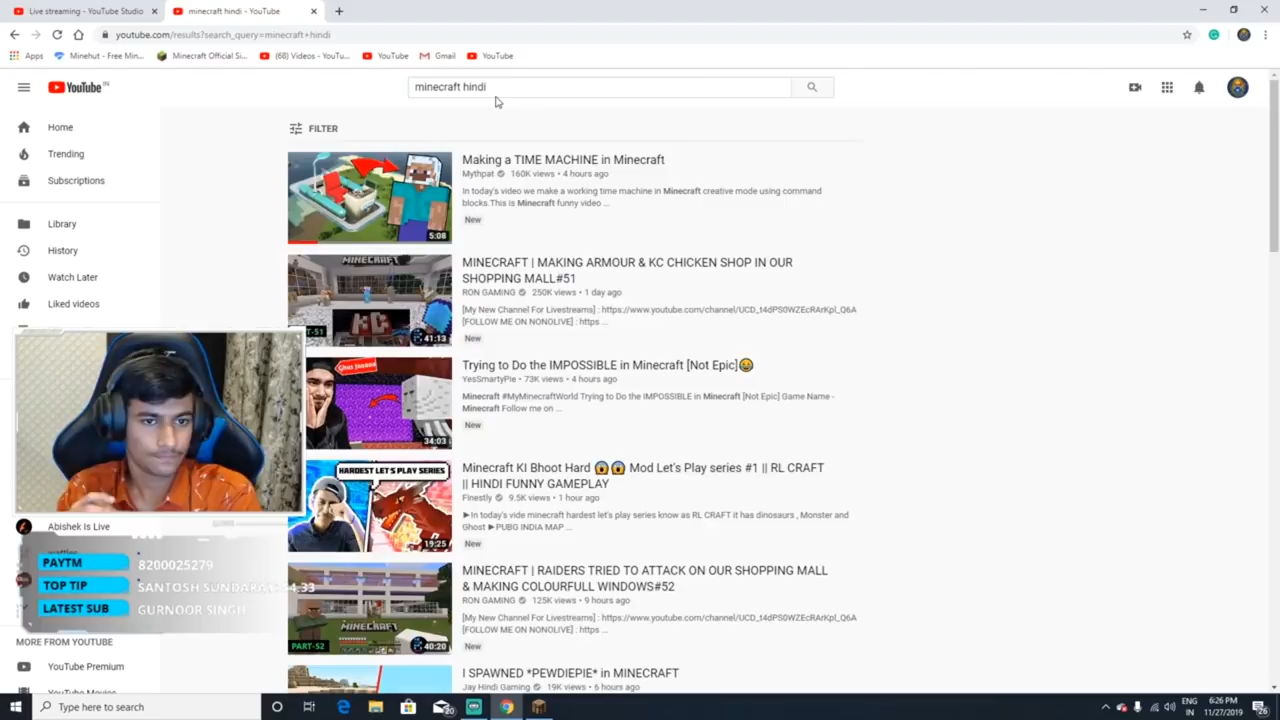 Live streaming - YouTube Studio
minecraft hindi - YouTube
youtube.com/results?search_query=minecraft+hindi
Apps
Minehut - Free Min...
Minecraft Official Si...
(68) Videos - YouTu...
YouTube
Gmail
YouTube
YouTube IN
minecraft hindi
Home
Trending
Subscriptions
Library
History
Watch Later
Liked videos
FILTER
5:08
Making a TIME MACHINE in Minecraft
Mythpat • 160K views • 4 hours ago
In today's video we make a working time machine in Minecraft creative mode using command
blocks.This is Minecraft funny video ...
New
MINECRAFT
KC
T-51
41:13
MINECRAFT | MAKING ARMOUR & KC CHICKEN SHOP IN OUR
SHOPPING MALL#51
RON GAMING • 250K views • 1 day ago
[My New Channel For Livestreams] : https://www.youtube.com/channel/UCD_t4dPS0WZEcRArKpl_Q6A
[FOLLOW ME ON NONOLIVE] : https ...
New
34:03
Trying to Do the IMPOSSIBLE in Minecraft [Not Epic]😂
YesSmartyPie • 73K views • 4 hours ago
Minecraft #MyMinecraftWorld Trying to Do the IMPOSSIBLE in Minecraft [Not Epic] Game Name -
Minecraft Follow me on ...
New
HARDEST LET'S PLAY SERIES
19:25
Minecraft KI Bhoot Hard 😱😱 Mod Let's Play series #1 || RL CRAFT
|| HINDI FUNNY GAMEPLAY
Finestly • 9.5K views • 1 hour ago
►In today's vide minecraft hardest let's play series know as RL CRAFT it has dinosaurs , Monster and
Ghost ►PUBG INDIA MAP ...
New
MINECRAFT
PART-52
40:20
MINECRAFT | RAIDERS TRIED TO ATTACK ON OUR SHOPPING MALL
& MAKING COLOURFULL WINDOWS#52
RON GAMING • 125K views • 9 hours ago
[My New Channel For Livestreams] : https://www.youtube.com/channel/UCD_t4dPS0WZEcRArKpl_Q6A
[FOLLOW ME ON NONOLIVE] : https ...
New
I SPAWNED *PEWDIEPIE* in MINECRAFT
Jay Hindi Gaming • 19K views • 6 hours ago
Abishek Is Live
PAYTM 8200025279
TOP TIP SANTOSH
LATEST SUB GURNOOR SINGH
MORE FROM YOUTUBE
YouTube Premium
YouTube Movies
Type here to search
20
ENG
IN
6:26 PM
11/27/2019
26